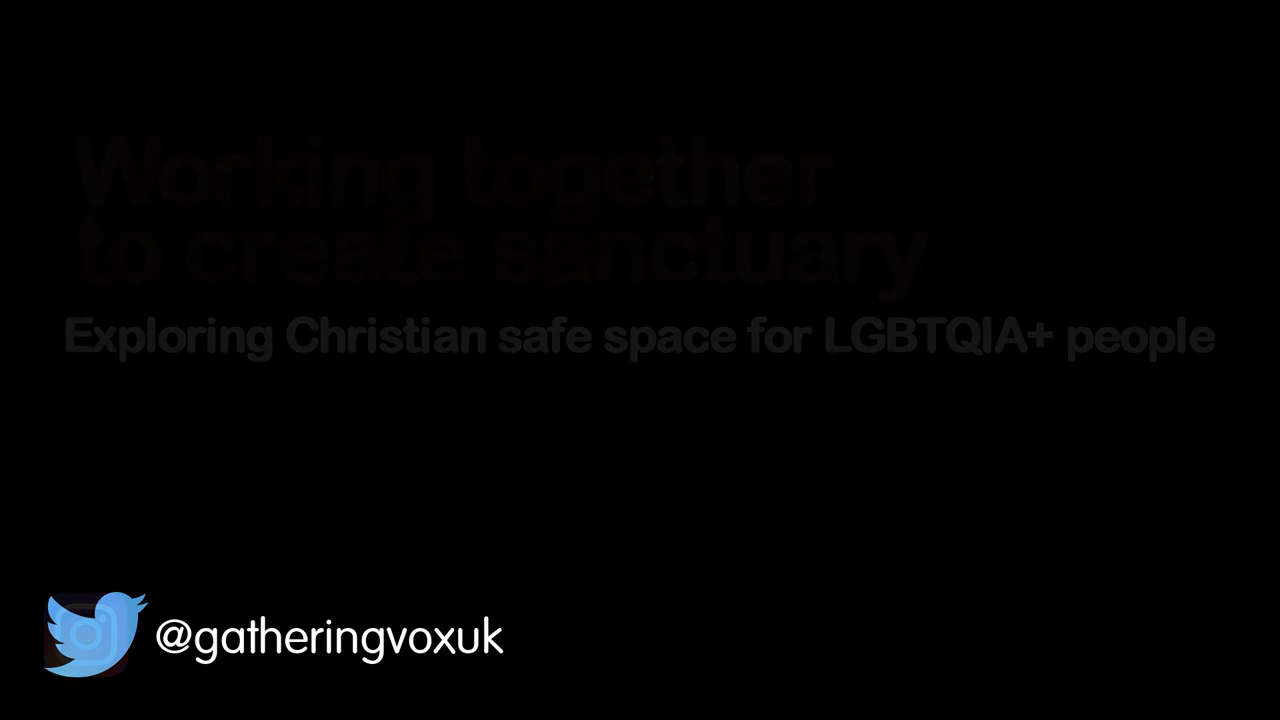 Working together
to create sanctuary
Exploring Christian safe space for LGBTQIA+ people
@gatheringvoxuk